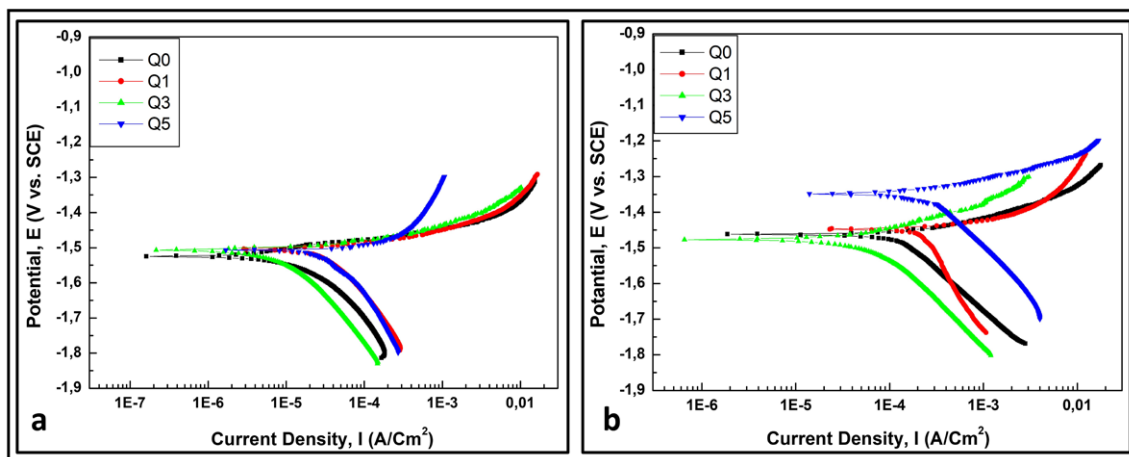 -0,9
-1,0
-1,1
-1,2
-1,3
-1,4
-1,5
-1,6
-1,7
-1,8
-1,9
Potential, E (V vs. SCE)
Q0
Q1
Q3
Q5
1E-7 1E-6 1E-5 1E-4 1E-3 0,01
a
Current Density, I (A/Cm²)
-0,9
-1,0
-1,1
-1,2
-1,3
-1,4
-1,5
-1,6
-1,7
-1,8
-1,9
Potantial, E (V vs. SCE)
Q0
Q1
Q3
Q5
1E-6 1E-5 1E-4 1E-3 0,01
b
Current Density, I (A/Cm²)